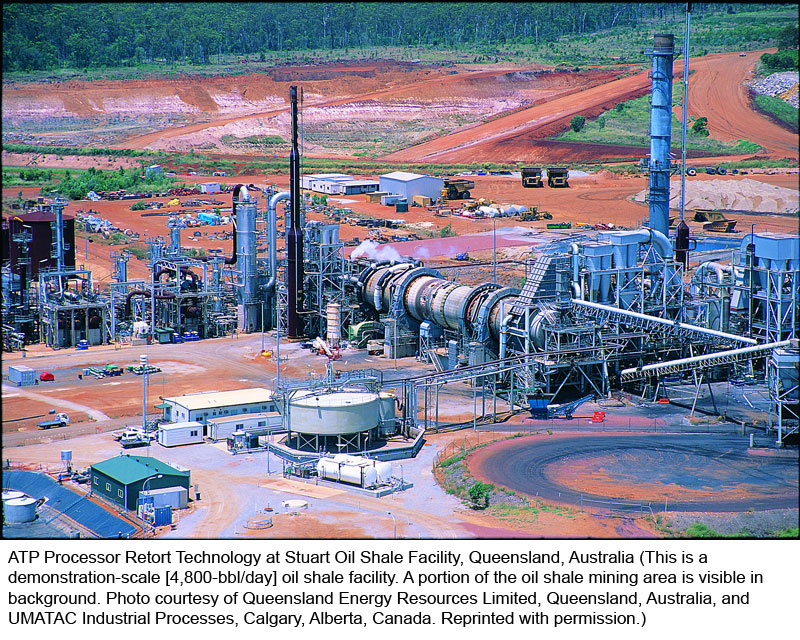 ATP Processor Retort Technology at Stuart Oil Shale Facility, Queensland, Australia (This is a
demonstration-scale [4,800-bbl/day] oil shale facility. A portion of the oil shale mining area is visible in
background. Photo courtesy of Queensland Energy Resources Limited, Queensland, Australia, and
UMATAC Industrial Processes, Calgary, Alberta, Canada. Reprinted with permission.)